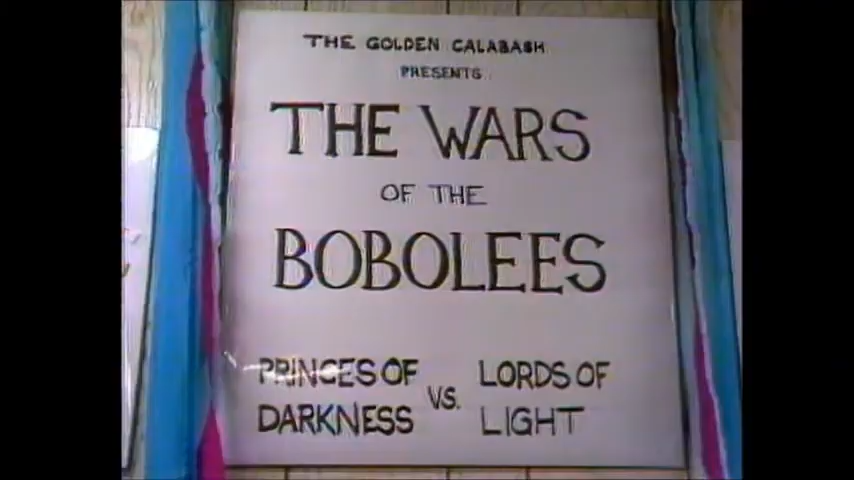 THE GOLDEN CALABASH
PRESENTS
THE WARS
OF THE
BOBOLEES
PRINCES OF
DARKNESS
VS.
LORDS OF
LIGHT